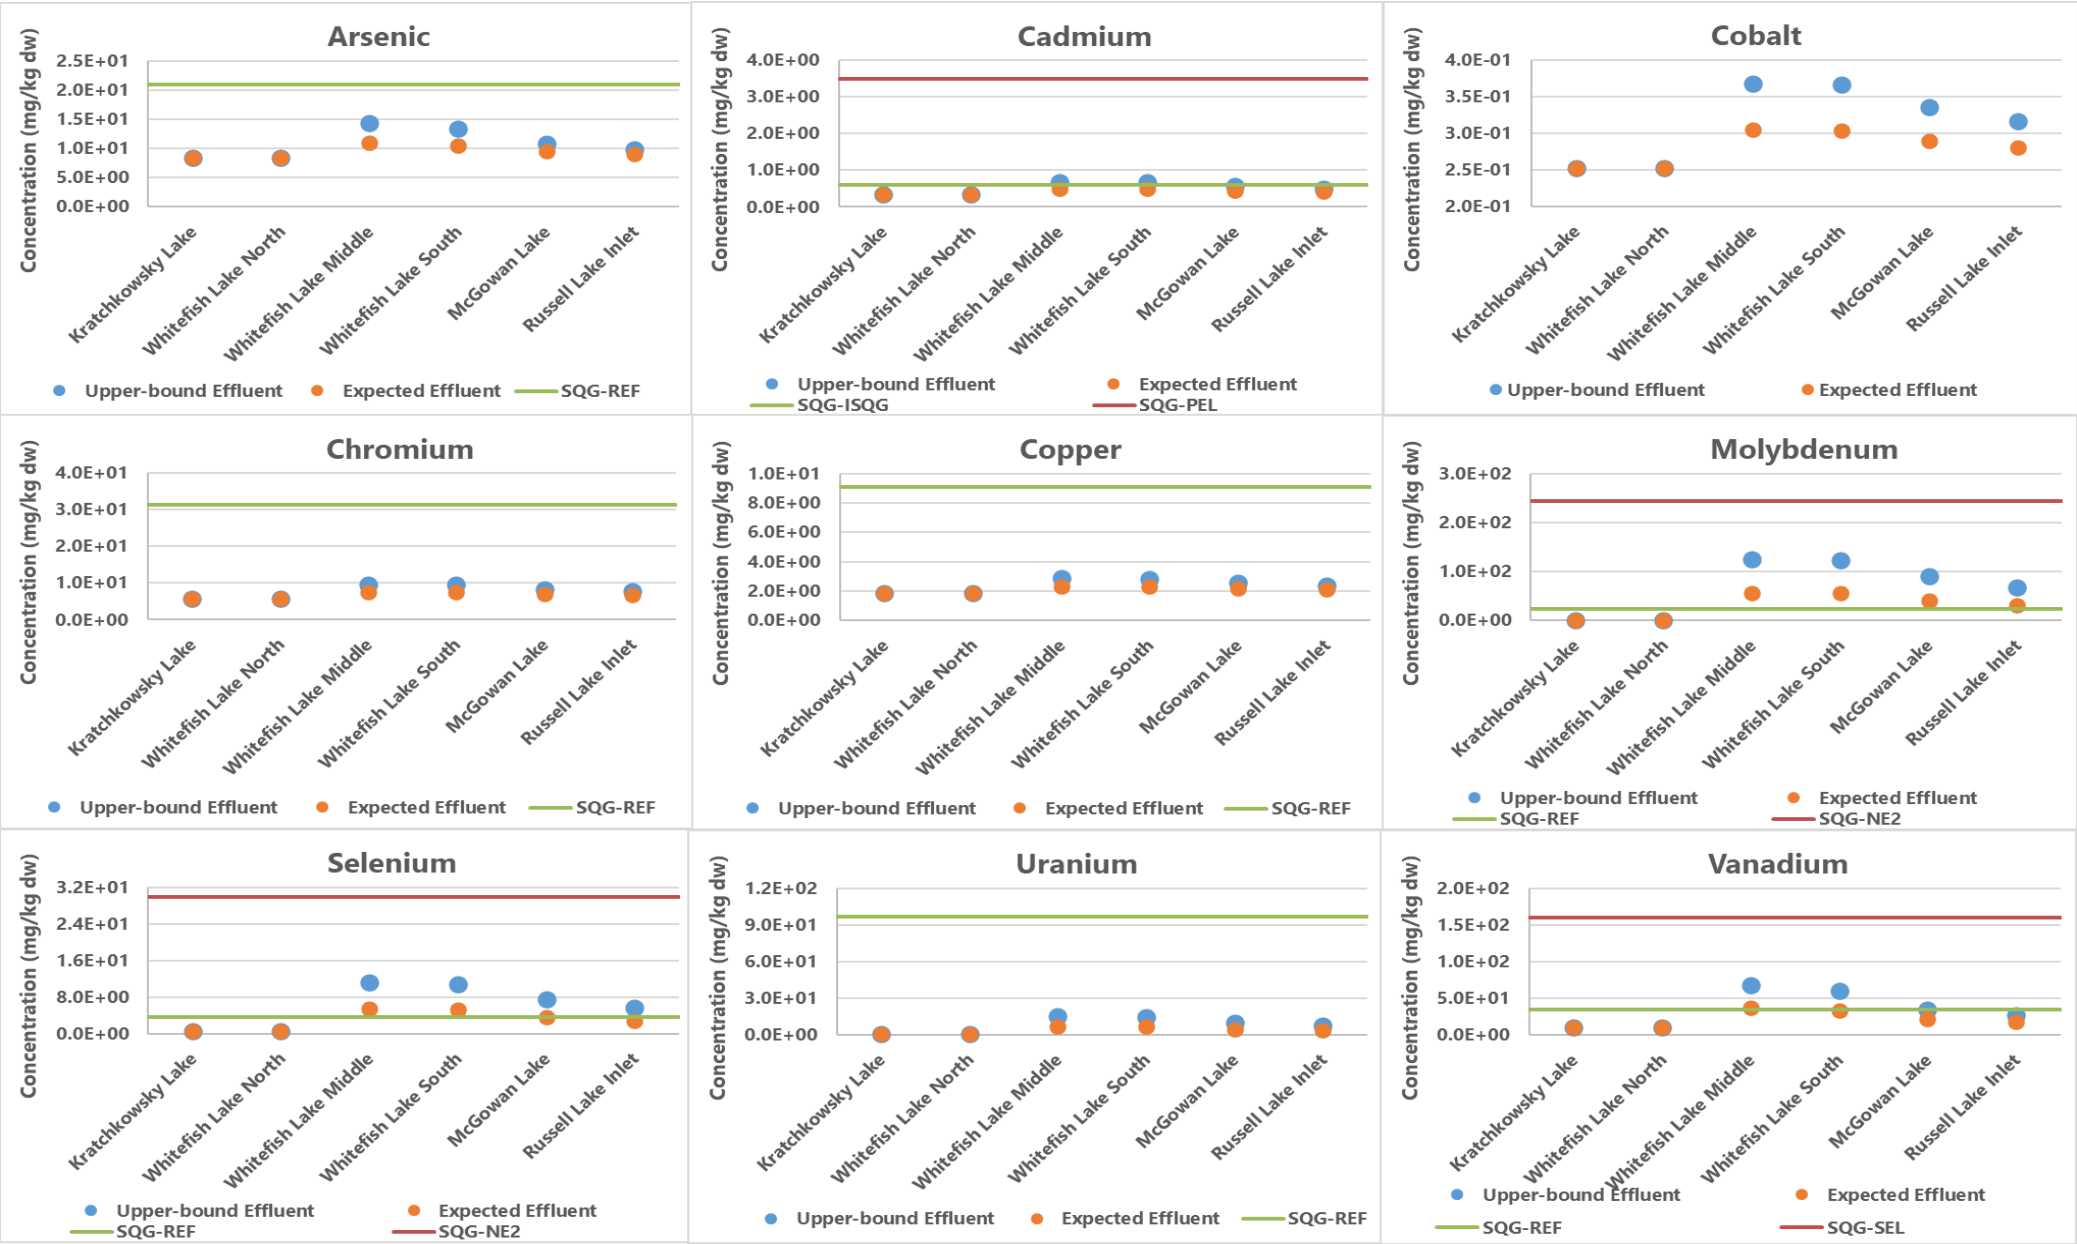 Arsenic
Concentration (mg/kg dw)
2.5E+01
2.0E+01
1.5E+01
1.0E+01
5.0E+00
0.0E+00
Kratchkowsky Lake
Whitefish Lake North
Whitefish Lake Middle
Whitefish Lake South
McGowan Lake
Russell Lake Inlet
Upper-bound Effluent Expected Effluent SQG-REF
Cadmium
Concentration (mg/kg dw)
4.0E+00
3.0E+00
2.0E+00
1.0E+00
0.0E+00
Kratchkowsky Lake
Whitefish Lake North
Whitefish Lake Middle
Whitefish Lake South
McGowan Lake
Russell Lake Inlet
Upper-bound Effluent Expected Effluent
SQG-ISQG SQG-PEL
Cobalt
Concentration (mg/kg dw)
4.0E-01
3.5E-01
3.0E-01
2.5E-01
2.0E-01
Kratchkowsky Lake
Whitefish Lake North
Whitefish Lake Middle
Whitefish Lake South
McGowan Lake
Russell Lake Inlet
Upper-bound Effluent Expected Effluent
Chromium
Concentration (mg/kg dw)
4.0E+01
3.0E+01
2.0E+01
1.0E+01
0.0E+00
Kratchkowsky Lake
Whitefish Lake North
Whitefish Lake Middle
Whitefish Lake South
McGowan Lake
Russell Lake Inlet
Upper-bound Effluent Expected Effluent SQG-REF
Copper
Concentration (mg/kg dw)
1.0E+01
8.0E+00
6.0E+00
4.0E+00
2.0E+00
0.0E+00
Kratchkowsky Lake
Whitefish Lake North
Whitefish Lake Middle
Whitefish Lake South
McGowan Lake
Russell Lake Inlet
Upper-bound Effluent Expected Effluent SQG-REF
Molybdenum
Concentration (mg/kg dw)
3.0E+02
2.0E+02
1.0E+02
0.0E+00
Kratchkowsky Lake
Whitefish Lake North
Whitefish Lake Middle
Whitefish Lake South
McGowan Lake
Russell Lake Inlet
Upper-bound Effluent Expected Effluent
SQG-REF SQG-NE2
Selenium
Concentration (mg/kg dw)
3.2E+01
2.4E+01
1.6E+01
8.0E+00
0.0E+00
Kratchkowsky Lake
Whitefish Lake North
Whitefish Lake Middle
Whitefish Lake South
McGowan Lake
Russell Lake Inlet
Upper-bound Effluent Expected Effluent
SQG-REF SQG-NE2
Uranium
Concentration (mg/kg dw)
1.2E+02
9.0E+01
6.0E+01
3.0E+01
0.0E+00
Kratchkowsky Lake
Whitefish Lake North
Whitefish Lake Middle
Whitefish Lake South
McGowan Lake
Russell Lake Inlet
Upper-bound Effluent Expected Effluent SQG-REF
Vanadium
Concentration (mg/kg dw)
2.0E+02
1.5E+02
1.0E+02
5.0E+01
0.0E+00
Kratchkowsky Lake
Whitefish Lake North
Whitefish Lake Middle
Whitefish Lake South
McGowan Lake
Russell Lake Inlet
Upper-bound Effluent Expected Effluent
SQG-REF SQG-SEL